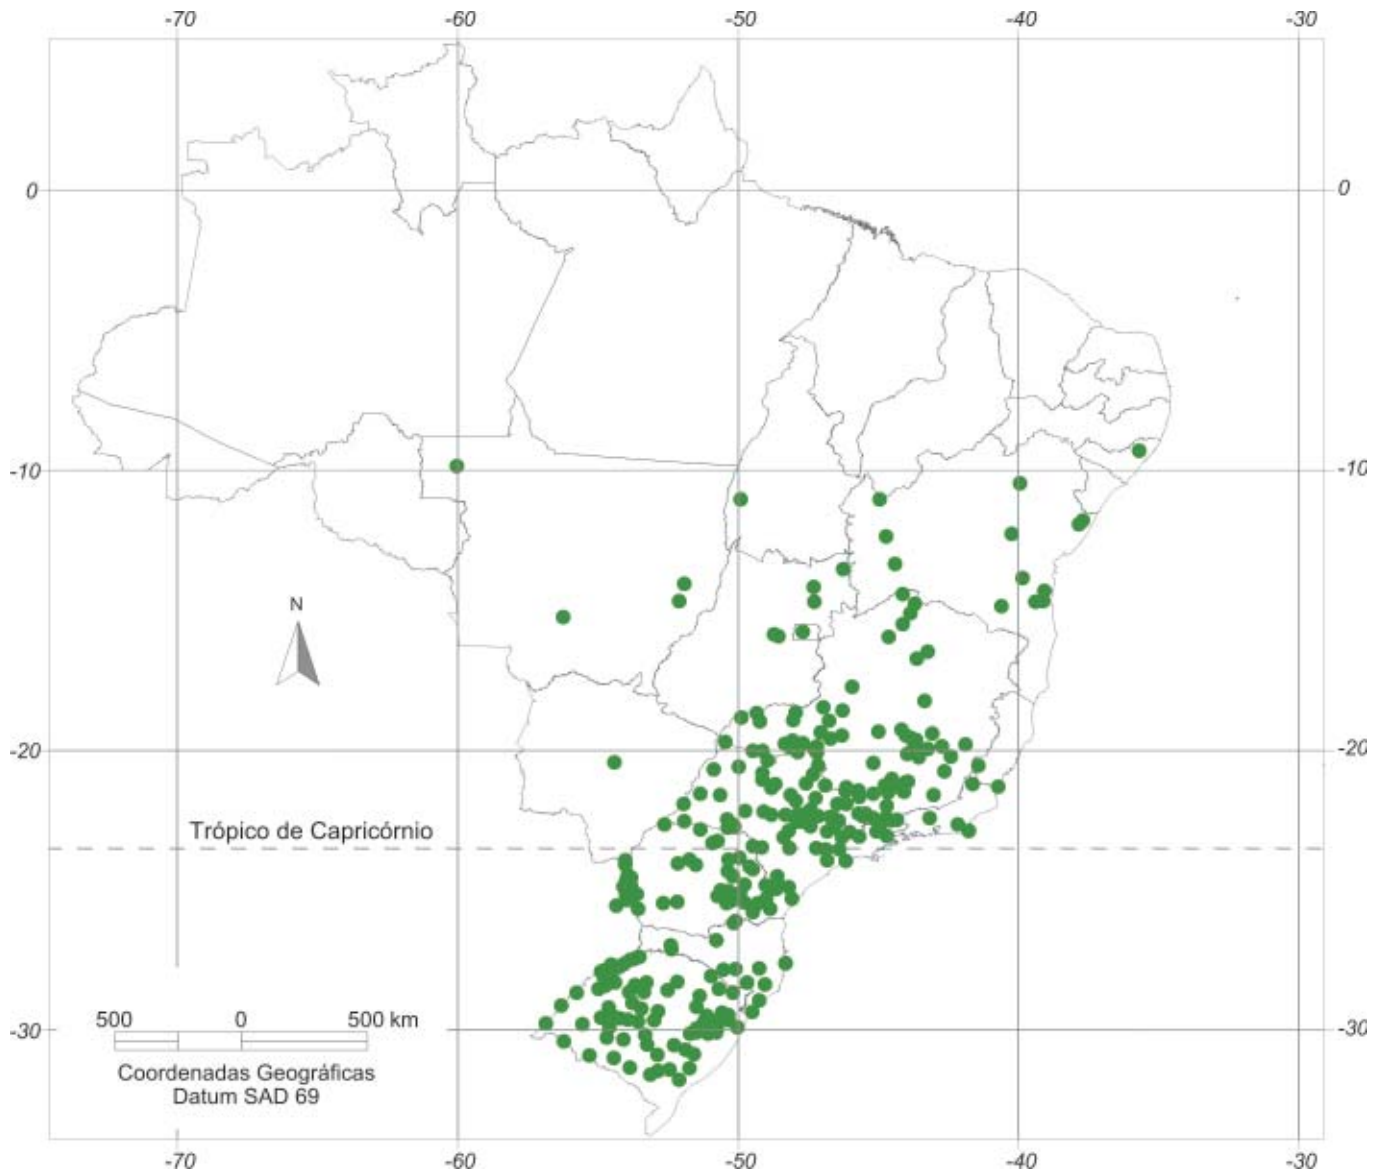 -70 -60 -50 -40 -30
0 0
-10 -10
N
-20 -20
Trópico de Capricórnio
500 0 500 km
-30 -30
Coordenadas Geográficas
Datum SAD 69
-70 -60 -50 -40 -30